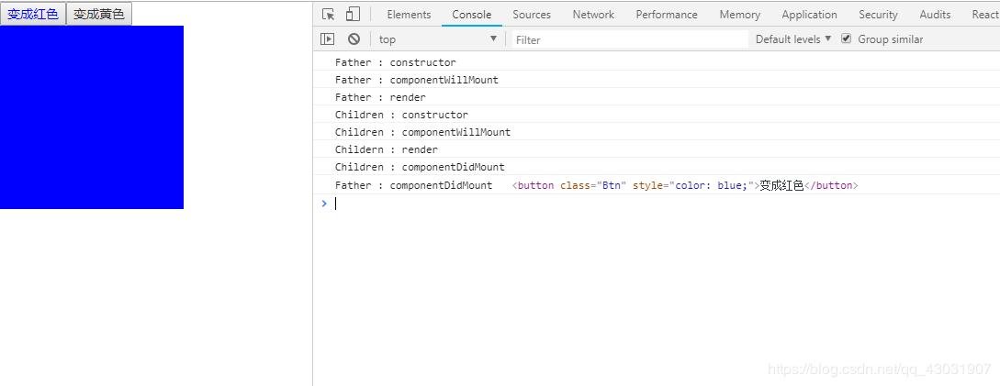 变成红色 变成黄色
Elements Console Sources Network Performance Memory Application Security Audits React
top ▼ Filter Default levels ▼ Group similar
Father : constructor
Father : componentWillMount
Father : render
Children : constructor
Children : componentWillMount
Childern : render
Children : componentDidMount
Father : componentDidMount <button class="Btn" style="color: blue;">变成红色</button>
>
https://blog.csdn.net/qq_43031907